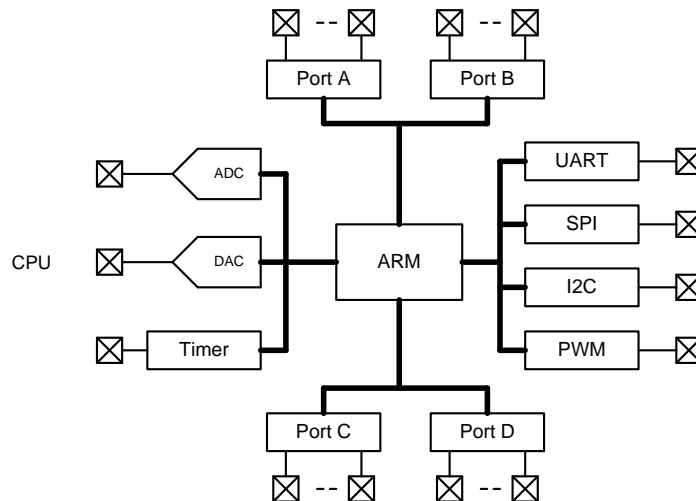 Port A
Port B
ADC
UART
SPI
CPU
DAC
ARM
I2C
Timer
PWM
Port C
Port D